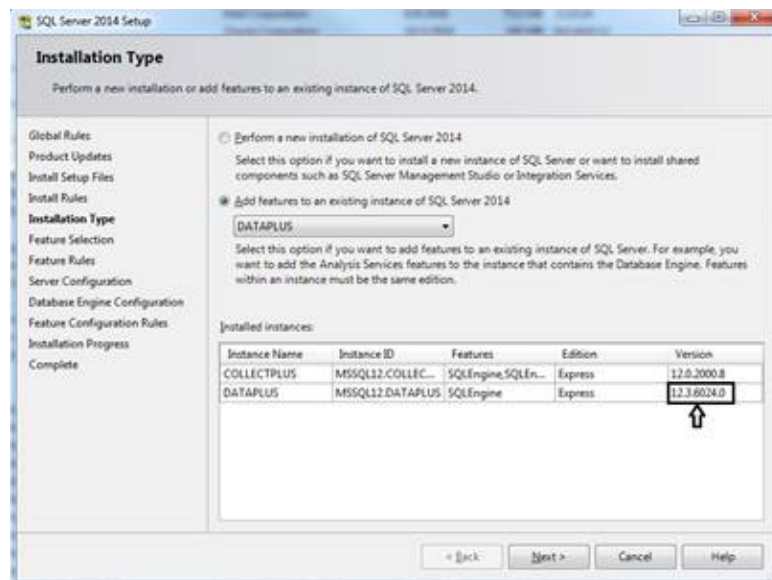 SQL Server 2014 Setup
Installation Type
Perform a new installation or add features to an existing instance of SQL Server 2014.
Global Rules
Product Updates
Install Setup Files
Install Rules
Installation Type
Feature Selection
Feature Rules
Server Configuration
Database Engine Configuration
Feature Configuration Rules
Installation Progress
Complete
Perform a new installation of SQL Server 2014
Select this option if you want to install a new instance of SQL Server or want to install shared
components such as SQL Server Management Studio or Integration Services.
Add features to an existing instance of SQL Server 2014
DATAPLUS
Select this option if you want to add features to an existing instance of SQL Server. For example, you
want to add the Analysis Services features to the instance that contains the Database Engine. Features
within an instance must be the same edition.
Installed instances:
Instance Name Instance ID Features Edition Version
COLLECTPLUS MSSQL12.COLLEC... SQLEngine,SQLEn... Express 12.0.2000.8
DATAPLUS MSSQL12.DATAPLUS SQLEngine Express 12.3.6024.0
< Back Next > Cancel Help